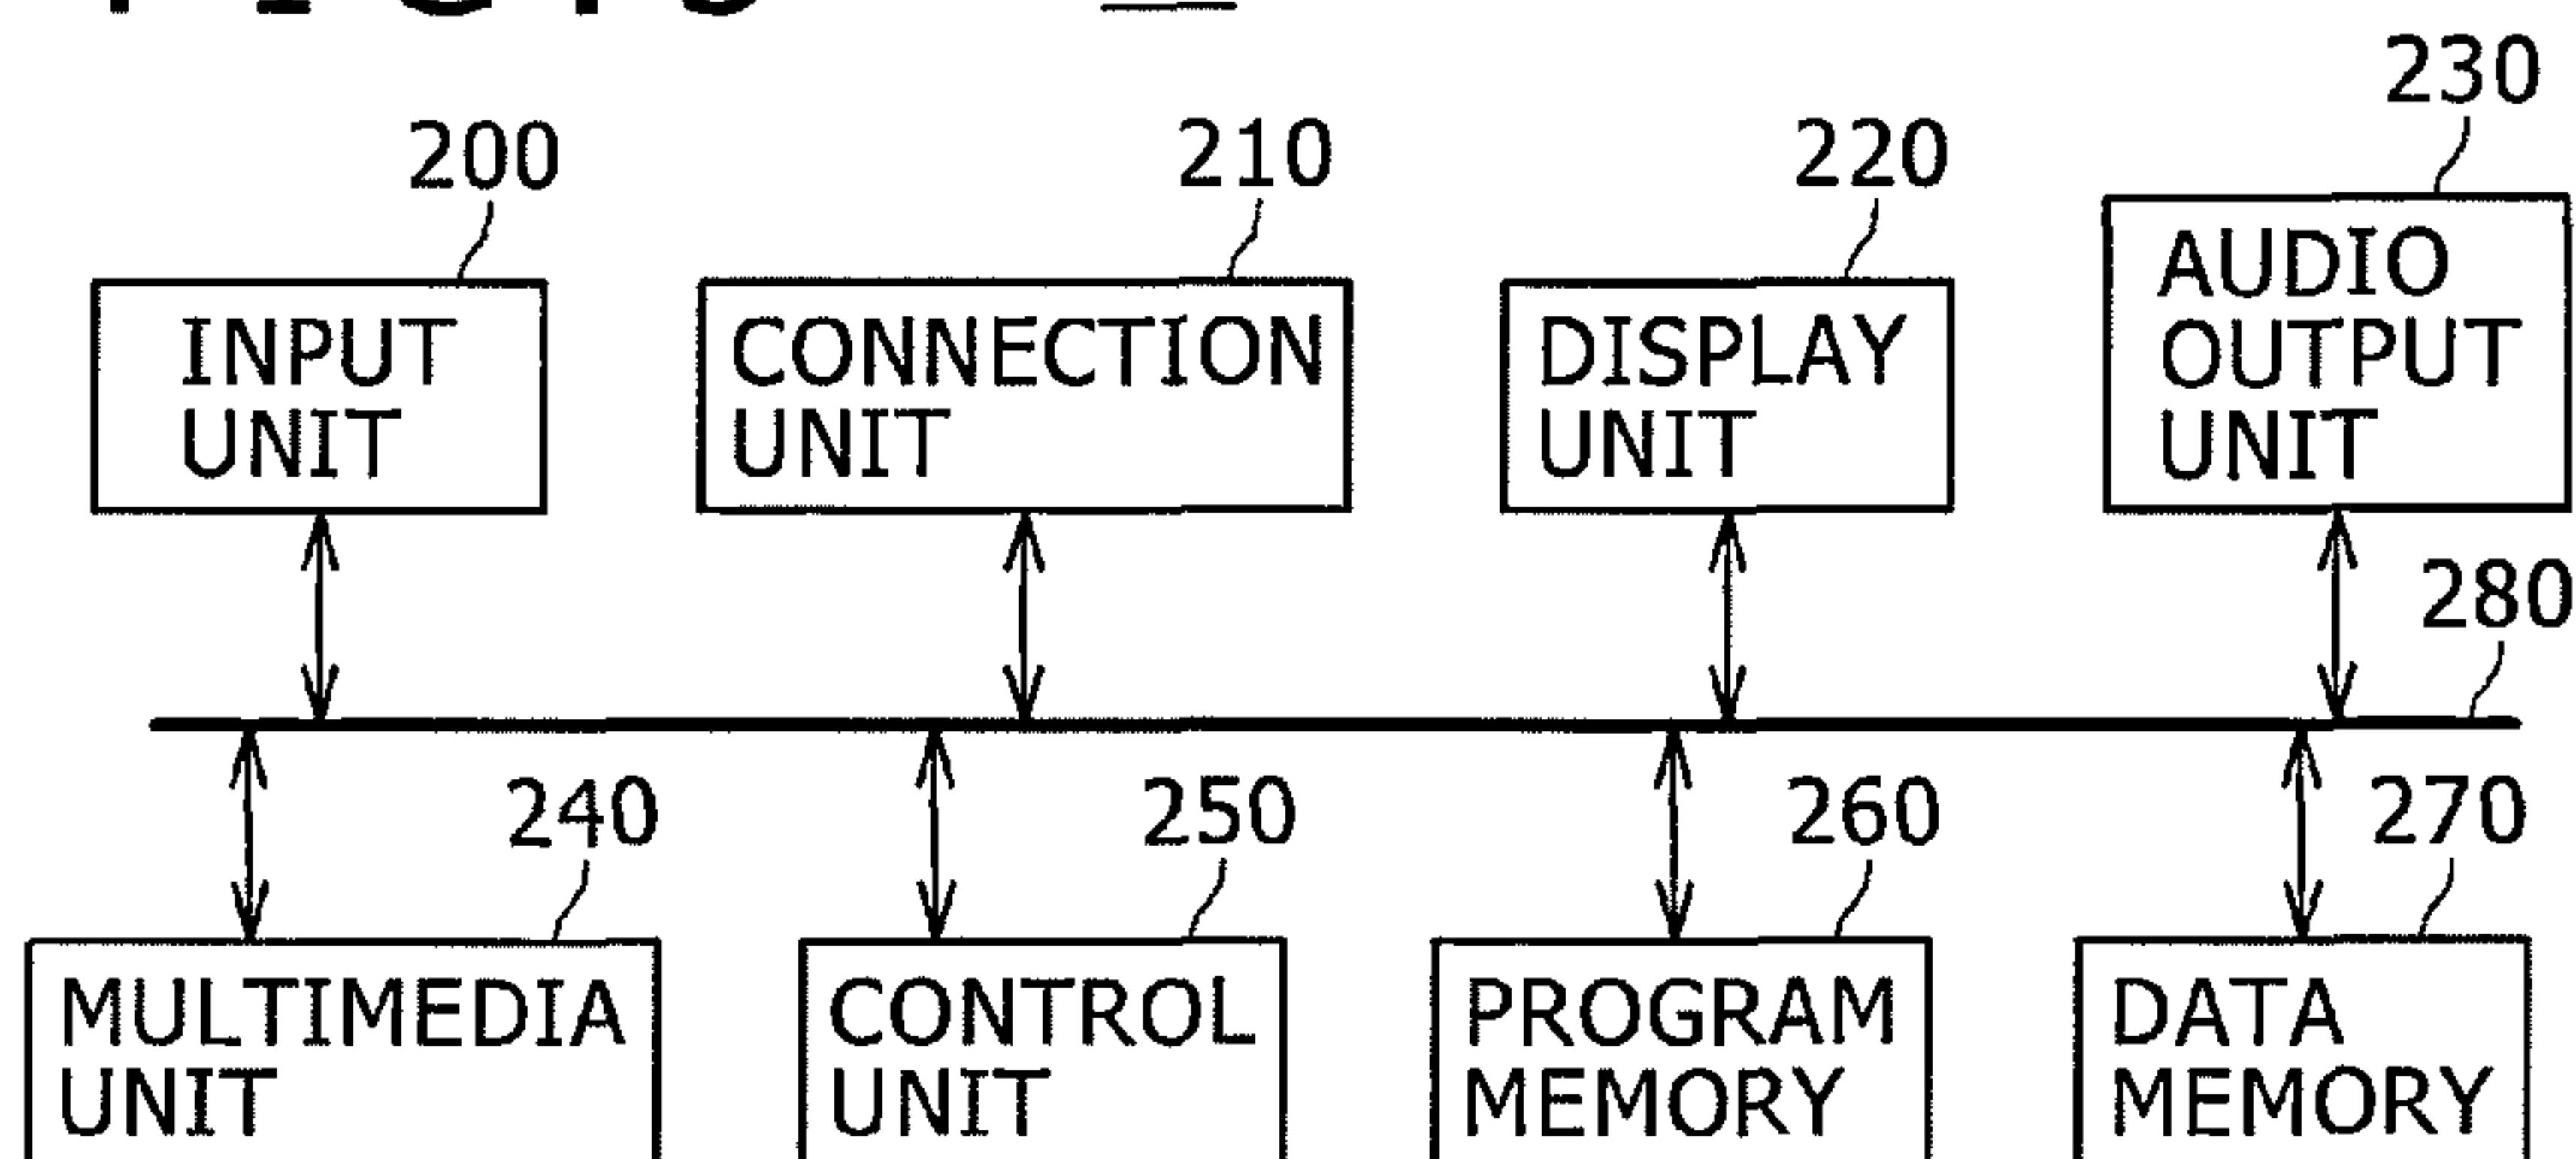 230
200
210
220
INPUT
UNIT
CONNECTION
UNIT
DISPLAY
UNIT
AUDIO
OUTPUT
UNIT
280
240
250
260
270
MULTIMEDIA
UNIT
CONTROL
UNIT
PROGRAM
MEMORY
DATA
MEMORY